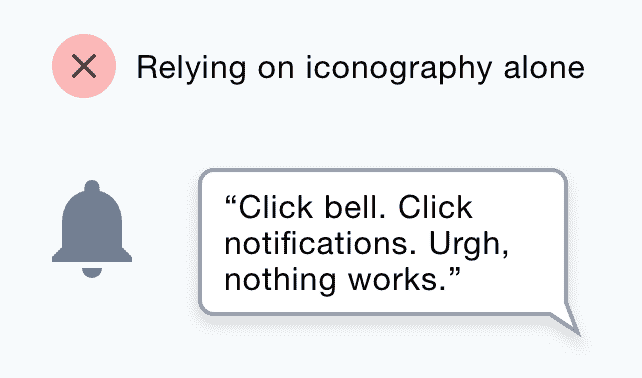 Relying on iconography alone
“Click bell. Click
notifications. Urgh,
nothing works.”